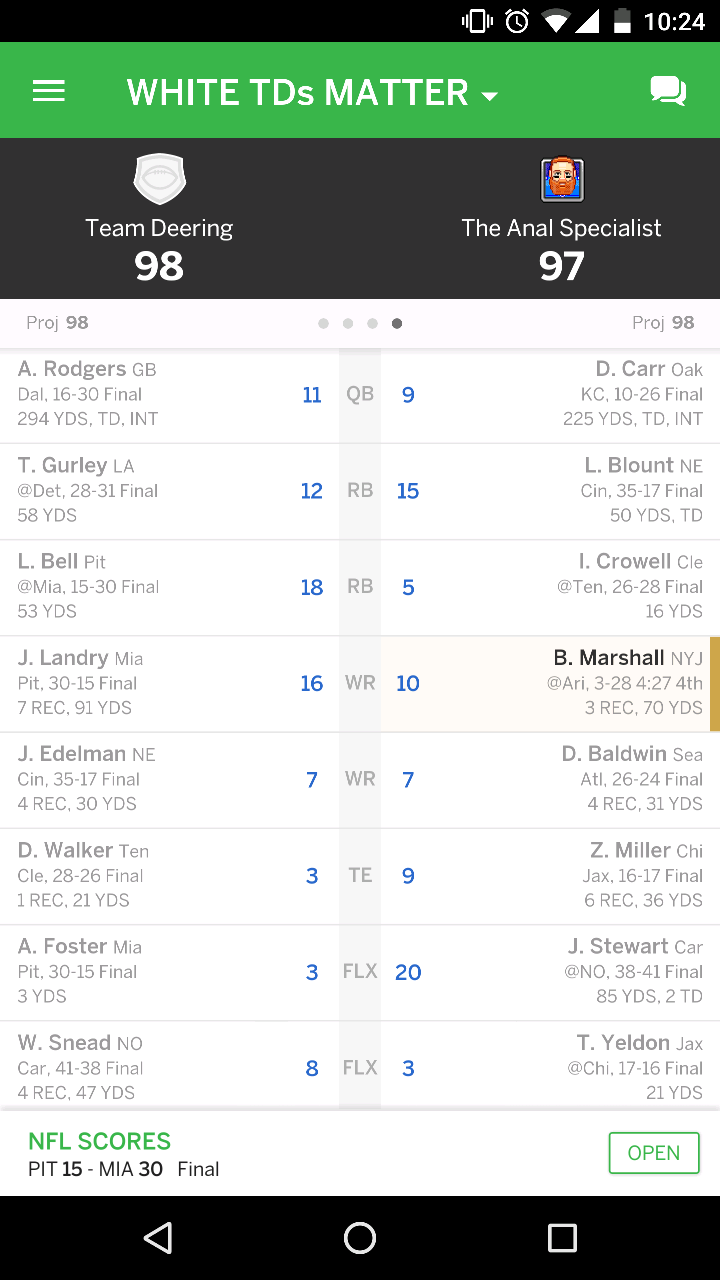 10:24
WHITE TDs MATTER
Team Deering
98
The Anal Specialist
97
Proj 98
Proj 98
A. Rodgers GB
Dal, 16-30 Final
294 YDS, TD, INT
11 QB 9
D. Carr Oak
KC, 10-26 Final
225 YDS, TD, INT
T. Gurley LA
@Det, 28-31 Final
58 YDS
12 RB 15
L. Blount NE
Cin, 35-17 Final
50 YDS, TD
L. Bell Pit
@Mia, 15-30 Final
53 YDS
18 RB 5
I. Crowell Cle
@Ten, 26-28 Final
16 YDS
J. Landry Mia
Pit, 30-15 Final
7 REC, 91 YDS
16 WR 10
B. Marshall NYJ
@Ari, 3-28 4:27 4th
3 REC, 70 YDS
J. Edelman NE
Cin, 35-17 Final
4 REC, 30 YDS
7 WR 7
D. Baldwin Sea
Atl, 26-24 Final
4 REC, 31 YDS
D. Walker Ten
Cle, 28-26 Final
1 REC, 21 YDS
3 TE 9
Z. Miller Chi
Jax, 16-17 Final
6 REC, 36 YDS
A. Foster Mia
Pit, 30-15 Final
3 YDS
3 FLX 20
J. Stewart Car
@NO, 38-41 Final
85 YDS, 2 TD
W. Snead NO
Car, 41-38 Final
4 REC, 47 YDS
8 FLX 3
T. Yeldon Jax
@Chi, 17-16 Final
21 YDS
NFL SCORES
PIT 15 - MIA 30 Final
OPEN